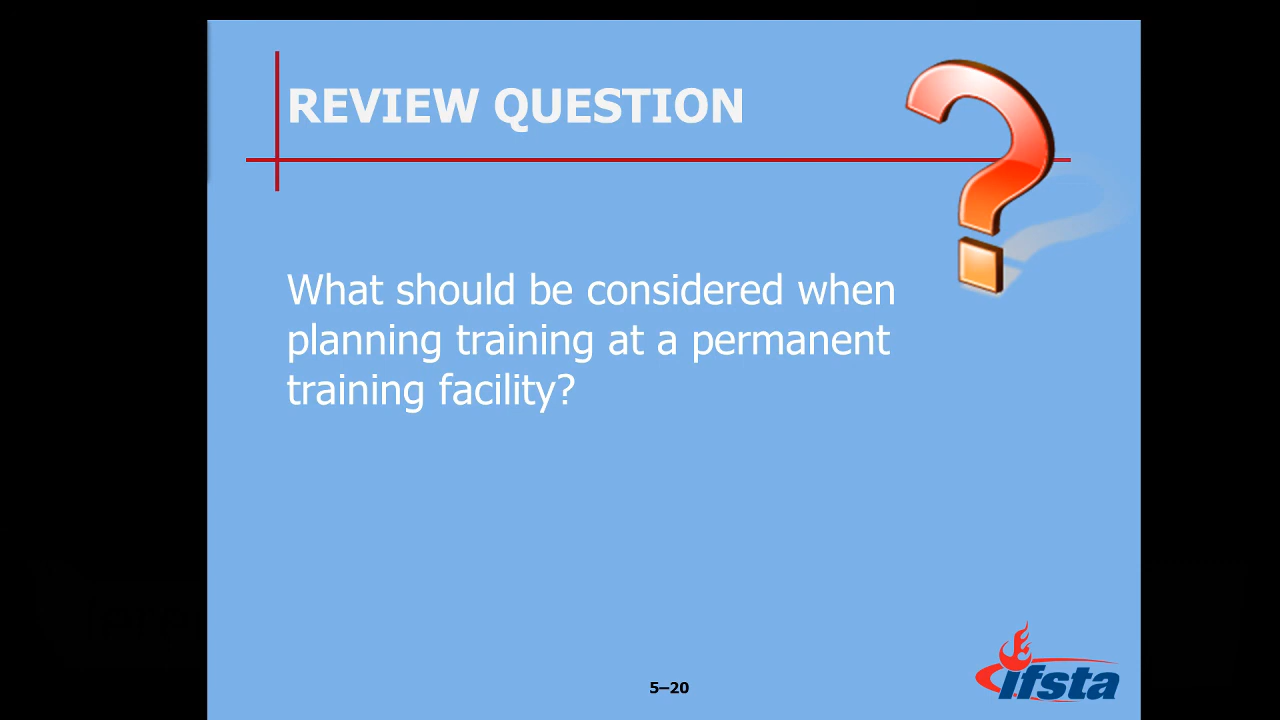 REVIEW QUESTION
What should be considered when
planning training at a permanent
training facility?
5–20
ifsta